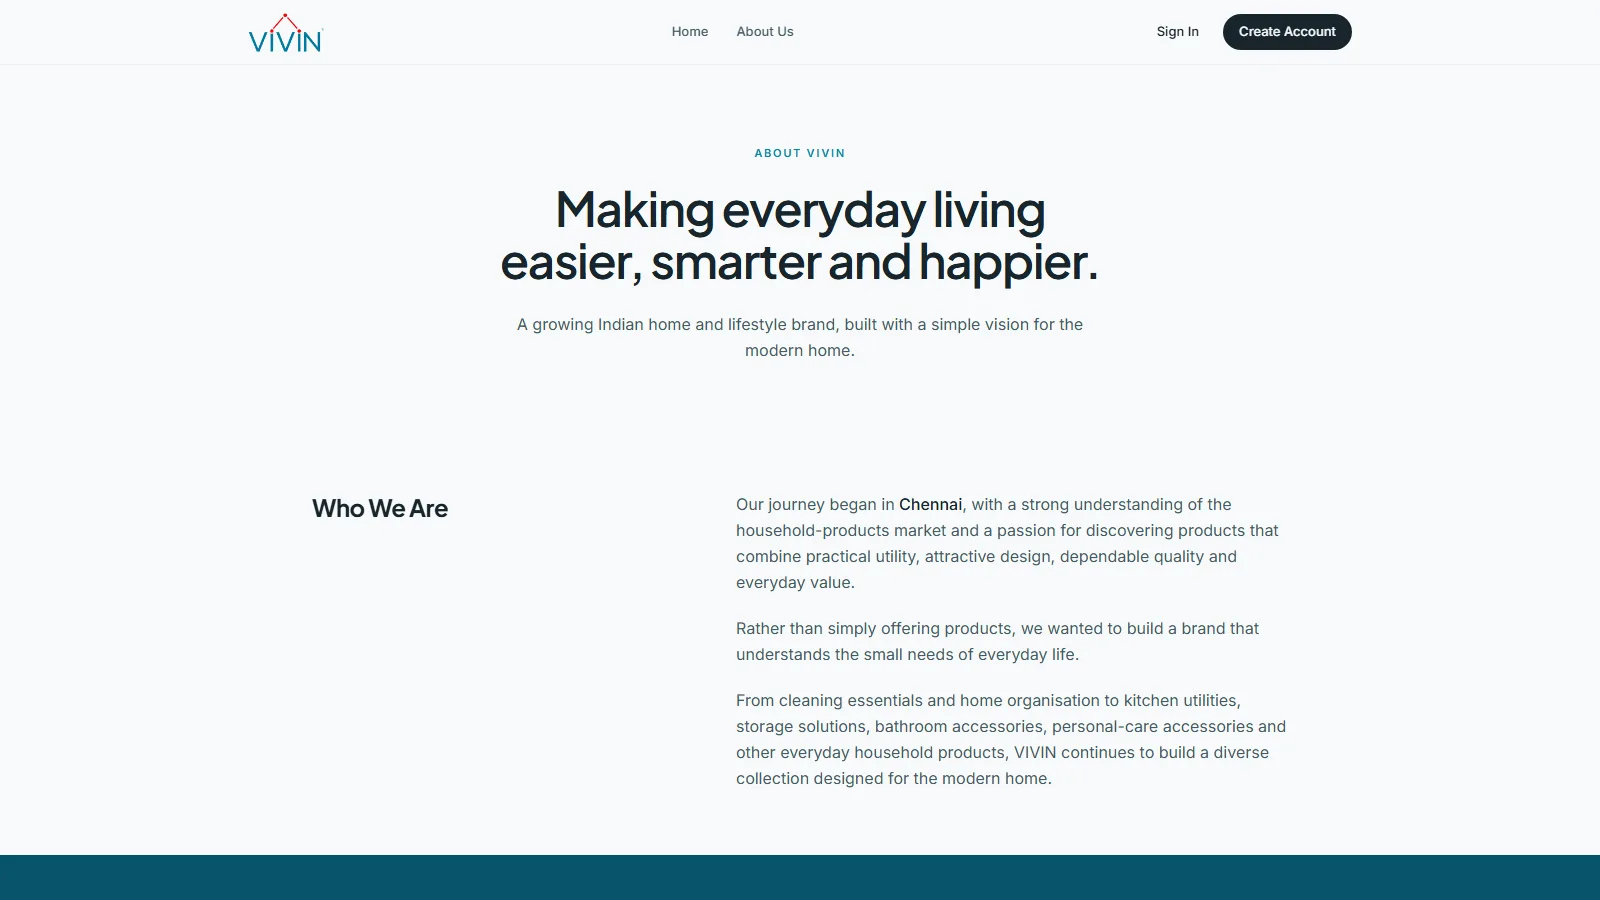 ViViN
Home
About Us
Sign In
Create Account
ABOUT VIVIN
Making everyday living
easier, smarter and happier.
A growing Indian home and lifestyle brand, built with a simple vision for the
modern home.
Who We Are
Our journey began in Chennai, with a strong understanding of the
household-products market and a passion for discovering products that
combine practical utility, attractive design, dependable quality and
everyday value.
Rather than simply offering products, we wanted to build a brand that
understands the small needs of everyday life.
From cleaning essentials and home organisation to kitchen utilities,
storage solutions, bathroom accessories, personal-care accessories and
other everyday household products, VIVIN continues to build a diverse
collection designed for the modern home.